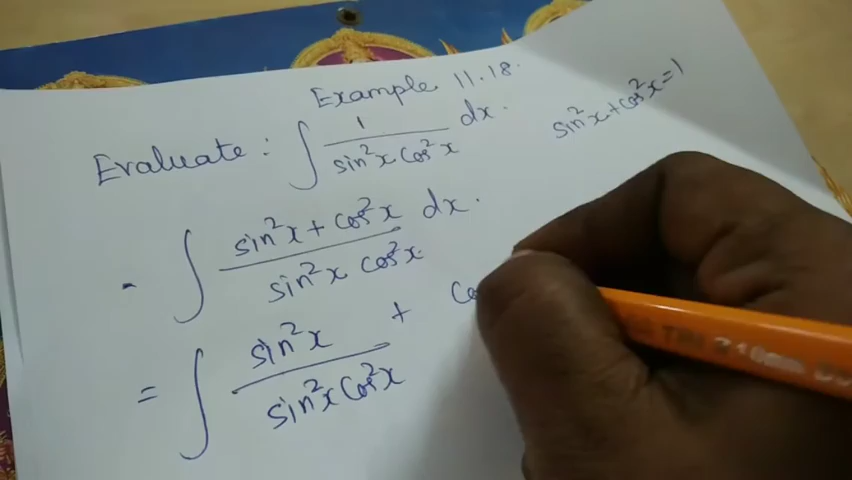 Example 11.18.
Evaluate : ∫ 1 / sin²x cos²x dx.
sin²x + cos²x = 1
- ∫ sin²x + cos²x / sin²x cos²x dx.
= ∫ sin²x / sin²x cos²x + co